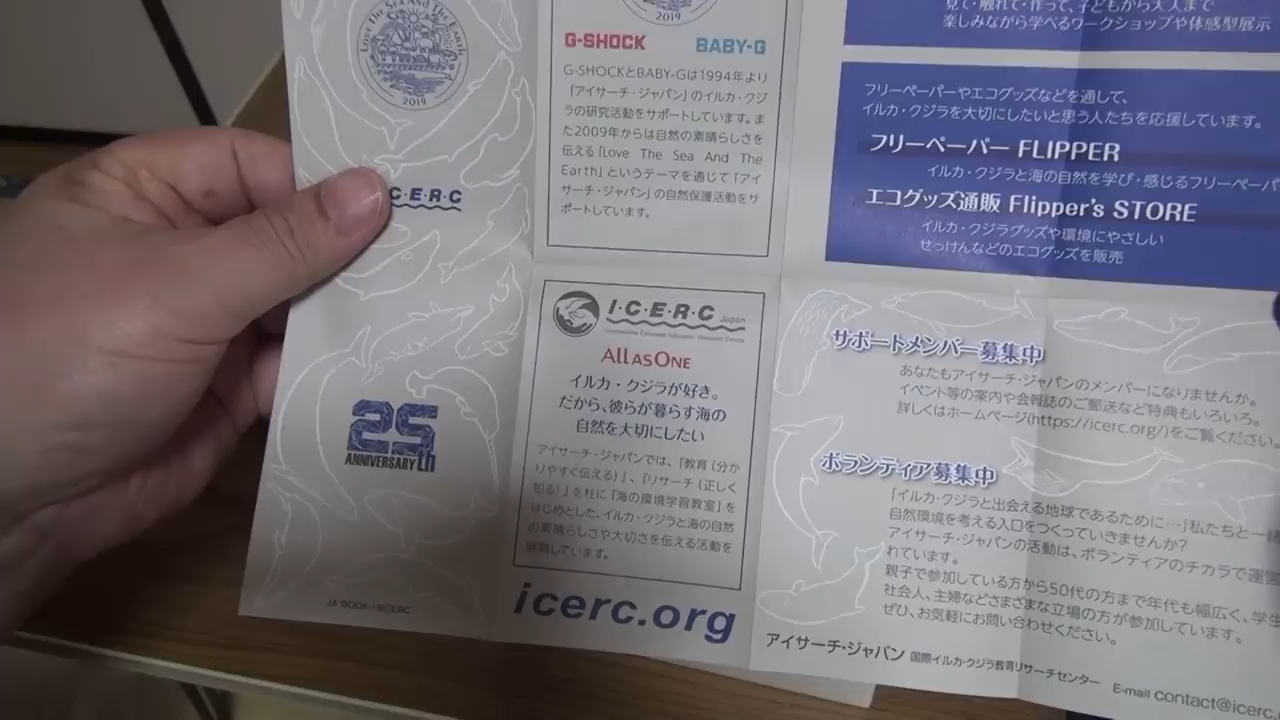 Love The Sea And The Earth
2019
I·C·E·R·C
25th
ANNIVERSARY
JA*BOOK-19ICERC
2019
G-SHOCK BABY-G
G-SHOCKとBABY-Gは1994年より
「アイサーチ・ジャパン」のイルカ・クジ
ラの研究活動をサポートしています。ま
た2009年からは自然の素晴らしさを
伝える「Love The Sea And The
Earth」というテーマを通じて「アイ
サーチ・ジャパン」の自然保護活動をサ
ポートしています。
I·C·E·R·C Japan
ALL AS ONE
イルカ・クジラが好き。
だから、彼らが暮らす海の
自然を大切にしたい
アイサーチ・ジャパンでは、「教育（分か
りやすく伝える）」、「リサーチ（正しく
知る）」を柱に「海の環境学習教室」を
はじめとした、イルカ・クジラと海の自然
の素晴らしさや大切さを伝える活動を
展開しています。
icerc.org
見て・触れて・作って、子どもから大人まで
楽しみながら学べるワークショップや体感型展示
フリーペーパーやエコグッズなどを通して、
イルカ・クジラを大切にしたいと思う人たちを応援しています。
フリーペーパー FLIPPER
イルカ・クジラと海の自然を学び・感じるフリーペーパ
エコグッズ通販 Flipper's STORE
イルカ・クジラグッズや環境にやさしい
せっけんなどのエコグッズを販売
サポートメンバー募集中
あなたもアイサーチ・ジャパンのメンバーになりませんか。
イベント等の案内や会報誌のご郵送など特典もいろいろ。
詳しくはホームページ(https://icerc.org/)をご覧ください。
ボランティア募集中
「イルカ・クジラと出会える地球であるために…」私たちと一緒
自然環境を考える入口をつくっていきませんか？
アイサーチ・ジャパンの活動は、ボランティアのチカラで運営
れています。
親子で参加している方から50代の方まで年代も幅広く、学生
社会人、主婦などさまざまな立場の方が参加しています。
ぜひ、お気軽にお問い合わせください。
アイサーチ・ジャパン 国際イルカ・クジラ教育リサーチセンター E-mail contact@icerc.